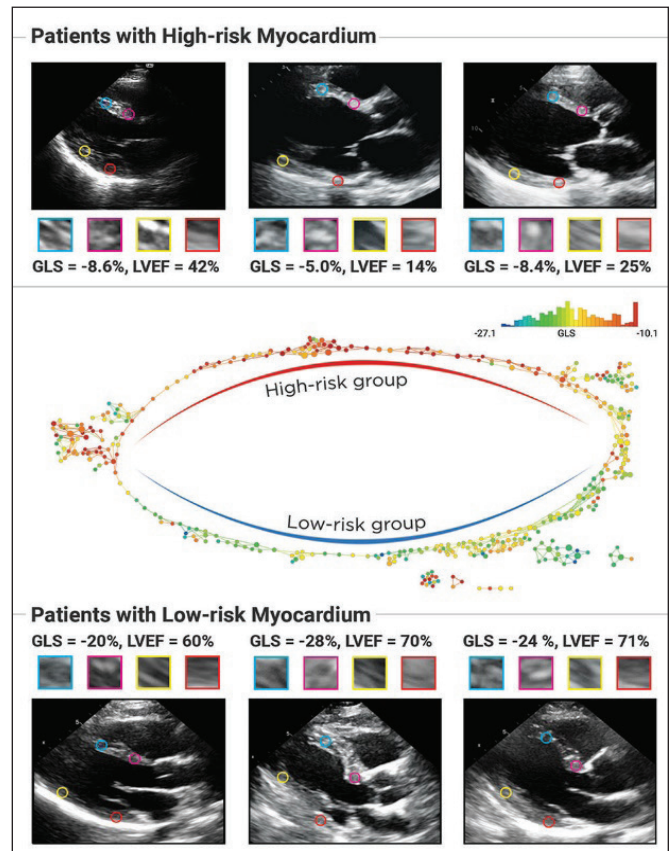 Patients with High-risk Myocardium
GLS = -8.6%, LVEF = 42%
GLS = -5.0%, LVEF = 14%
GLS = -8.4%, LVEF = 25%
-27.1
GLS
-10.1
High-risk group
Low-risk group
Patients with Low-risk Myocardium
GLS = -20%, LVEF = 60%
GLS = -28%, LVEF = 70%
GLS = -24 %, LVEF = 71%